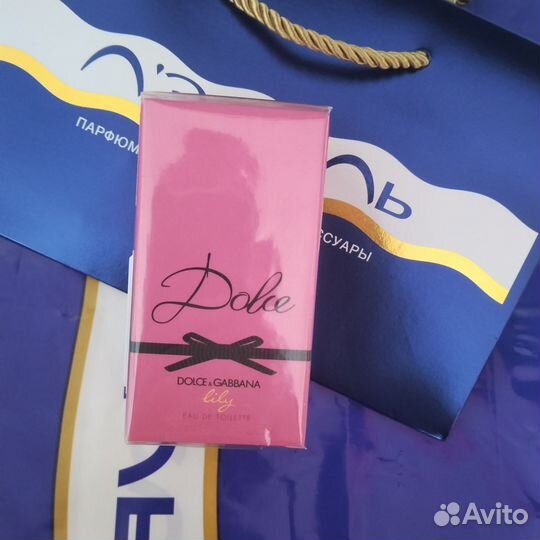 ПАРФЮМ
ССУАРЫ
Dolce
DOLCE & GABBANA
lily
EAU DE TOILETTE
Avito